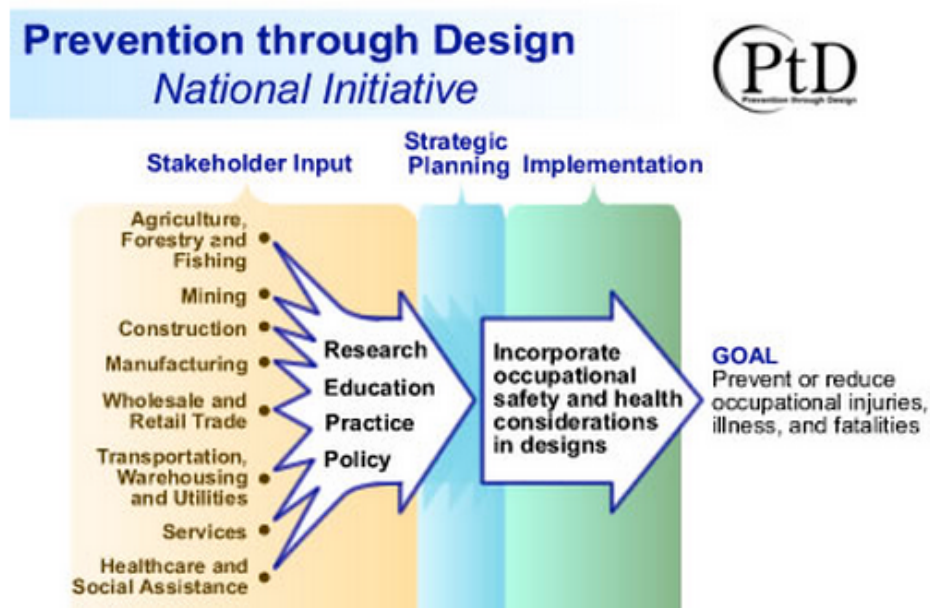 Prevention through Design
National Initiative
PtD
Prevention through Design
Stakeholder Input
Strategic
Planning
Implementation
Agriculture,
Forestry and
Fishing
Mining
Construction
Manufacturing
Wholesale and
Retail Trade
Transportation,
Warehousing
and Utilities
Services
Healthcare and
Social Assistance
Research
Education
Practice
Policy
Incorporate
occupational
safety and health
considerations
in designs
GOAL
Prevent or reduce
occupational injuries,
illness, and fatalities